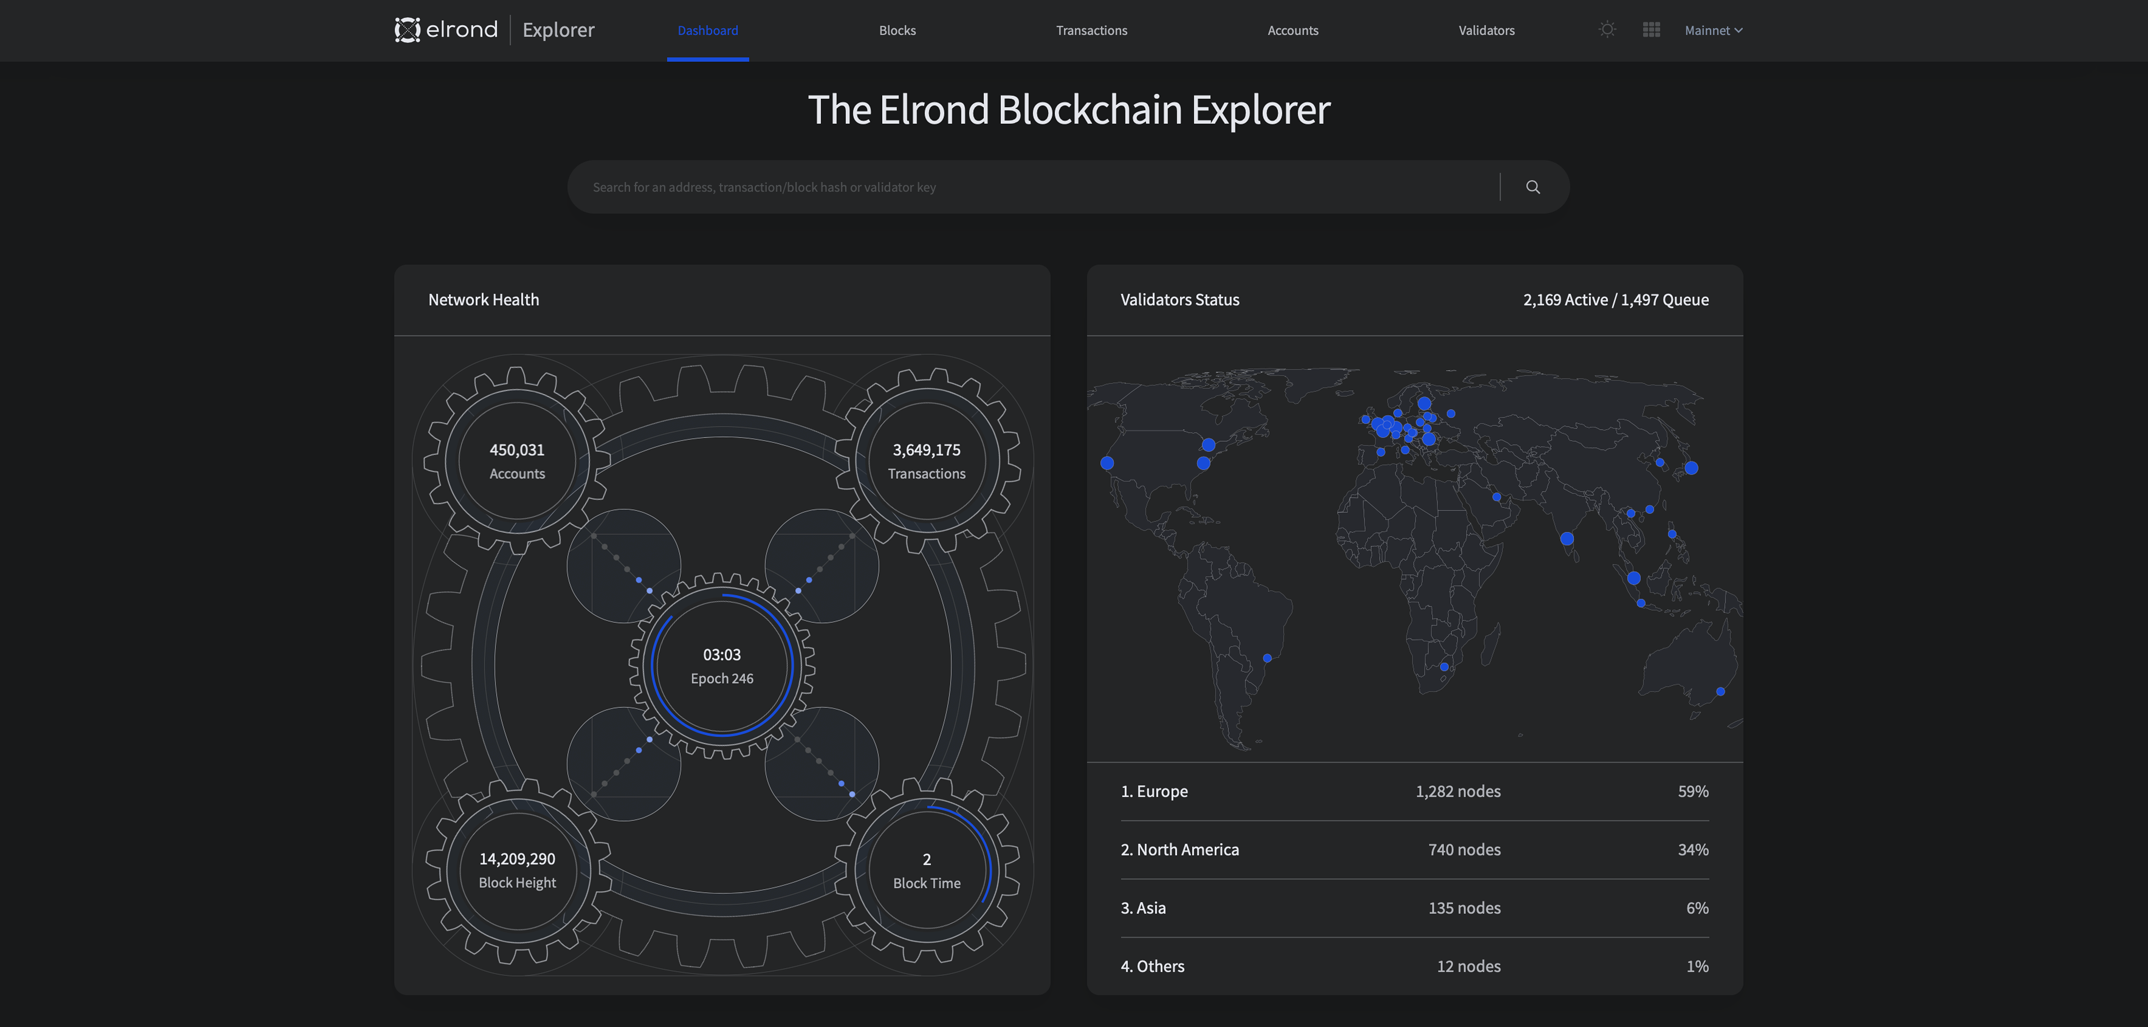 elrond Explorer Dashboard Blocks Transactions Accounts Validators Mainnet
The Elrond Blockchain Explorer
Search for an address, transaction/block hash or validator key
Network Health
450,031
Accounts
3,649,175
Transactions
03:03
Epoch 246
14,209,290
Block Height
2
Block Time
Validators Status 2,169 Active / 1,497 Queue
1. Europe 1,282 nodes 59%
2. North America 740 nodes 34%
3. Asia 135 nodes 6%
4. Others 12 nodes 1%